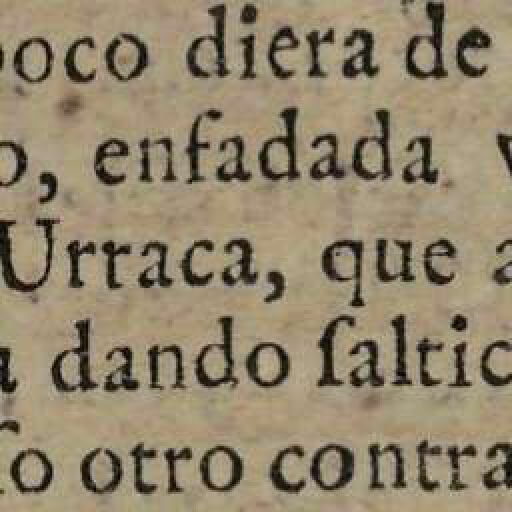 poco diera de
o, enfadada
Urraca, que a
a dando ſaltic
ſo otro contra